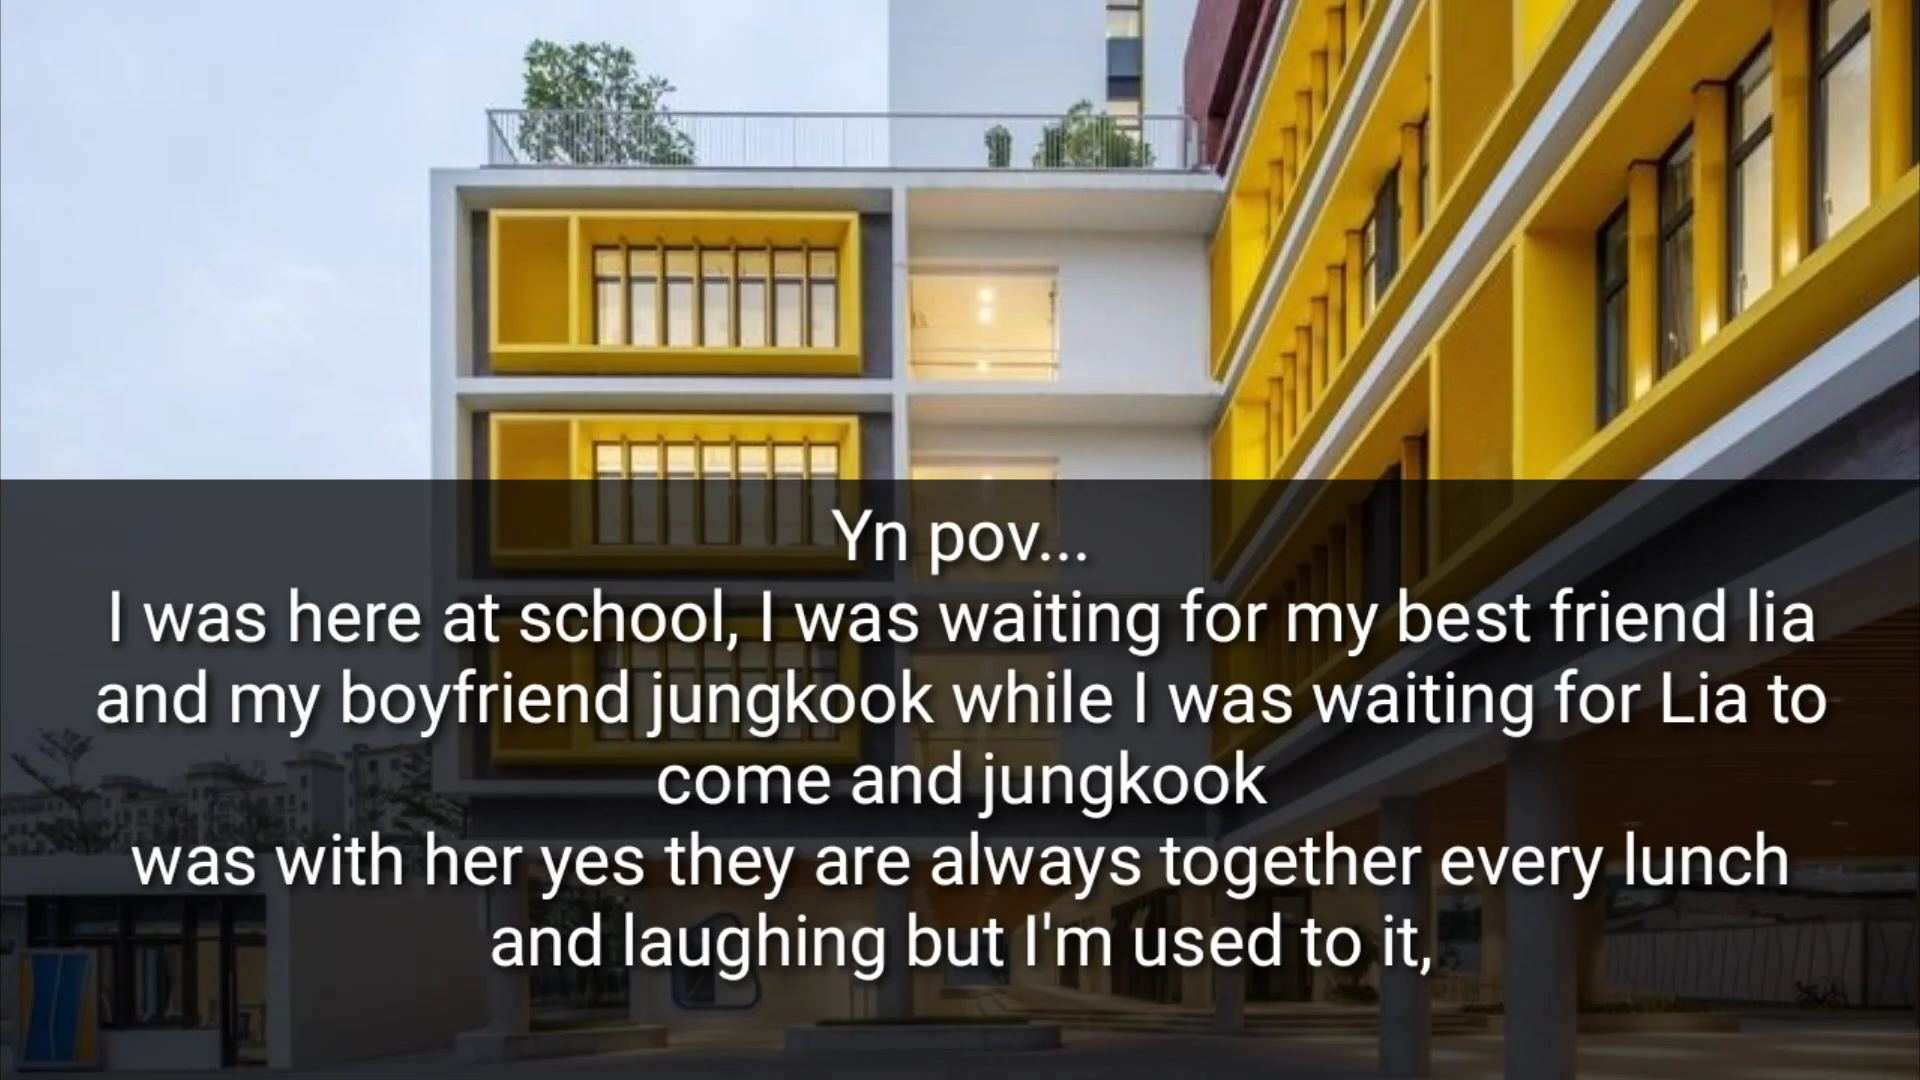 Yn pov...
I was here at school, I was waiting for my best friend lia
and my boyfriend jungkook while I was waiting for Lia to
come and jungkook
was with her yes they are always together every lunch
and laughing but I'm used to it,